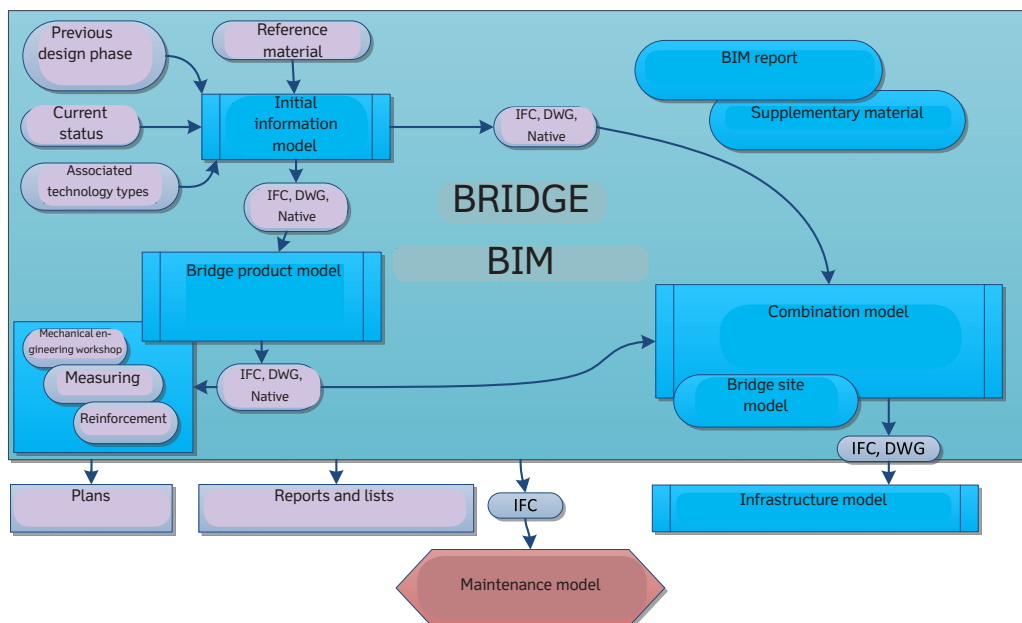 Previous
design phase
Reference
material
BIM report
Supplementary material
Current
status
Initial
information
model
IFC, DWG,
Native
Associated
technology types
IFC, DWG,
Native
BRIDGE
BIM
Bridge product model
Combination model
Mechanical en-
gineering workshop
Measuring
Reinforcement
IFC, DWG,
Native
Bridge site
model
IFC, DWG
Plans
Reports and lists
IFC
Infrastructure model
Maintenance model